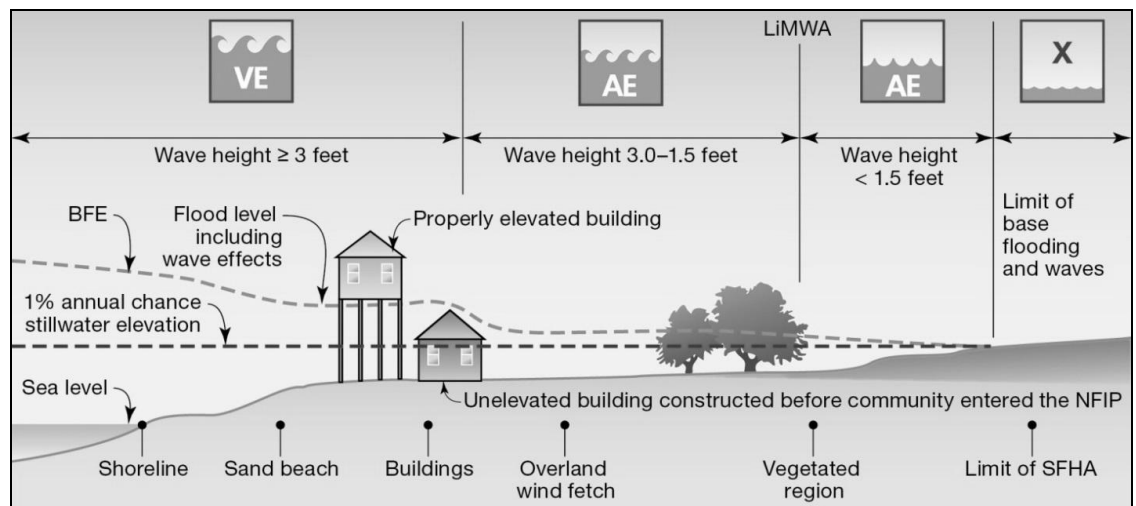 LiMWA
VE
AE
AE
X
Wave height ≥ 3 feet
Wave height 3.0–1.5 feet
Wave height
< 1.5 feet
Limit of
base
flooding
and waves
BFE
Flood level
including
wave effects
Properly elevated building
1% annual chance
stillwater elevation
Sea level
Unelevated building constructed before community entered the NFIP
Shoreline
Sand beach
Buildings
Overland
wind fetch
Vegetated
region
Limit of SFHA